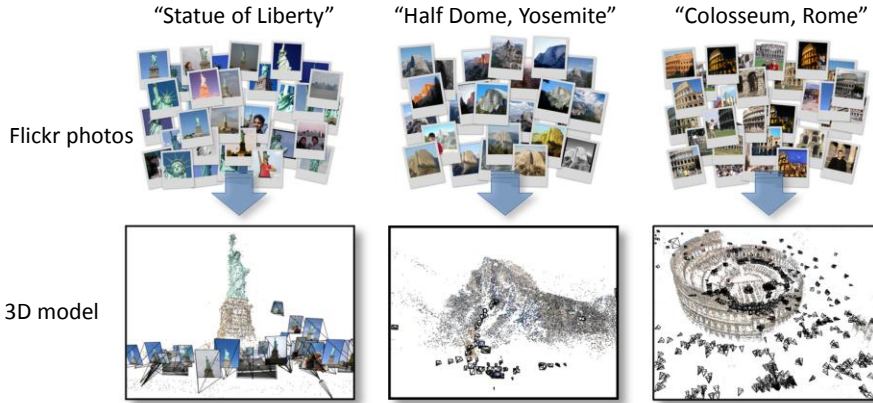 “Statue of Liberty”
“Half Dome, Yosemite”
“Colosseum, Rome”
Flickr photos
3D model